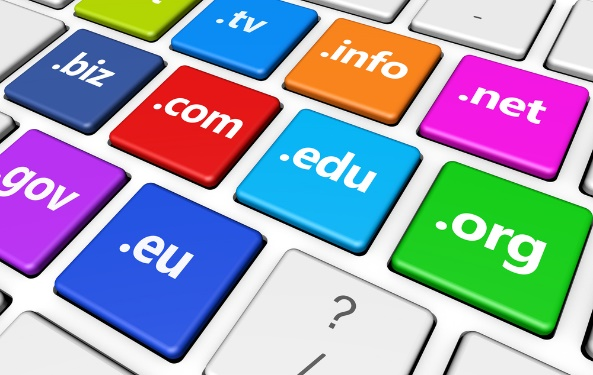 .tv
.info
.biz
.net
.com
.edu
.gov
.org
.eu
?
/
-